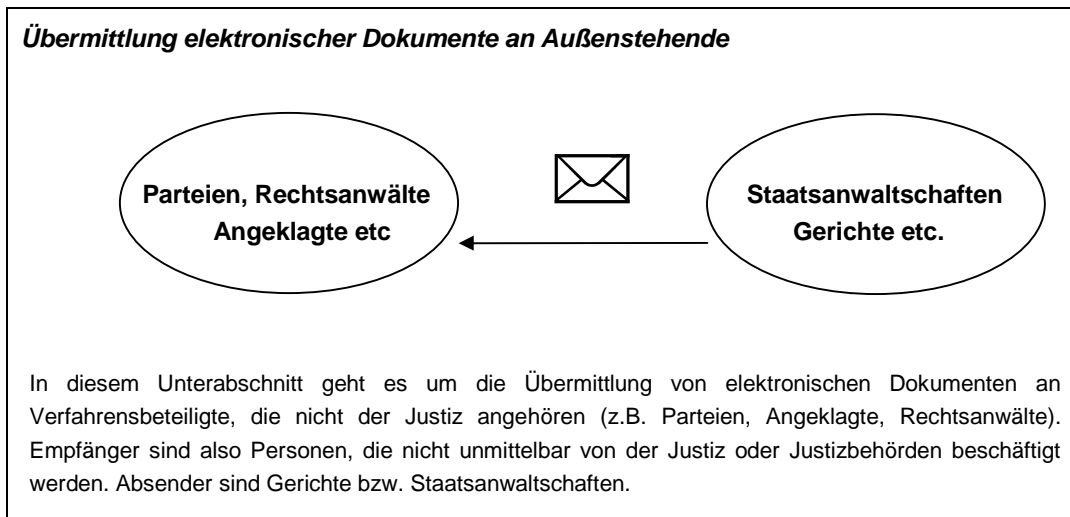 Übermittlung elektronischer Dokumente an Außenstehende
Parteien, Rechtsanwälte
Angeklagte etc
Staatsanwaltschaften
Gerichte etc.
In diesem Unterabschnitt geht es um die Übermittlung von elektronischen Dokumenten an
Verfahrensbeteiligte, die nicht der Justiz angehören (z.B. Parteien, Angeklagte, Rechtsanwälte).
Empfänger sind also Personen, die nicht unmittelbar von der Justiz oder Justizbehörden beschäftigt
werden. Absender sind Gerichte bzw. Staatsanwaltschaften.